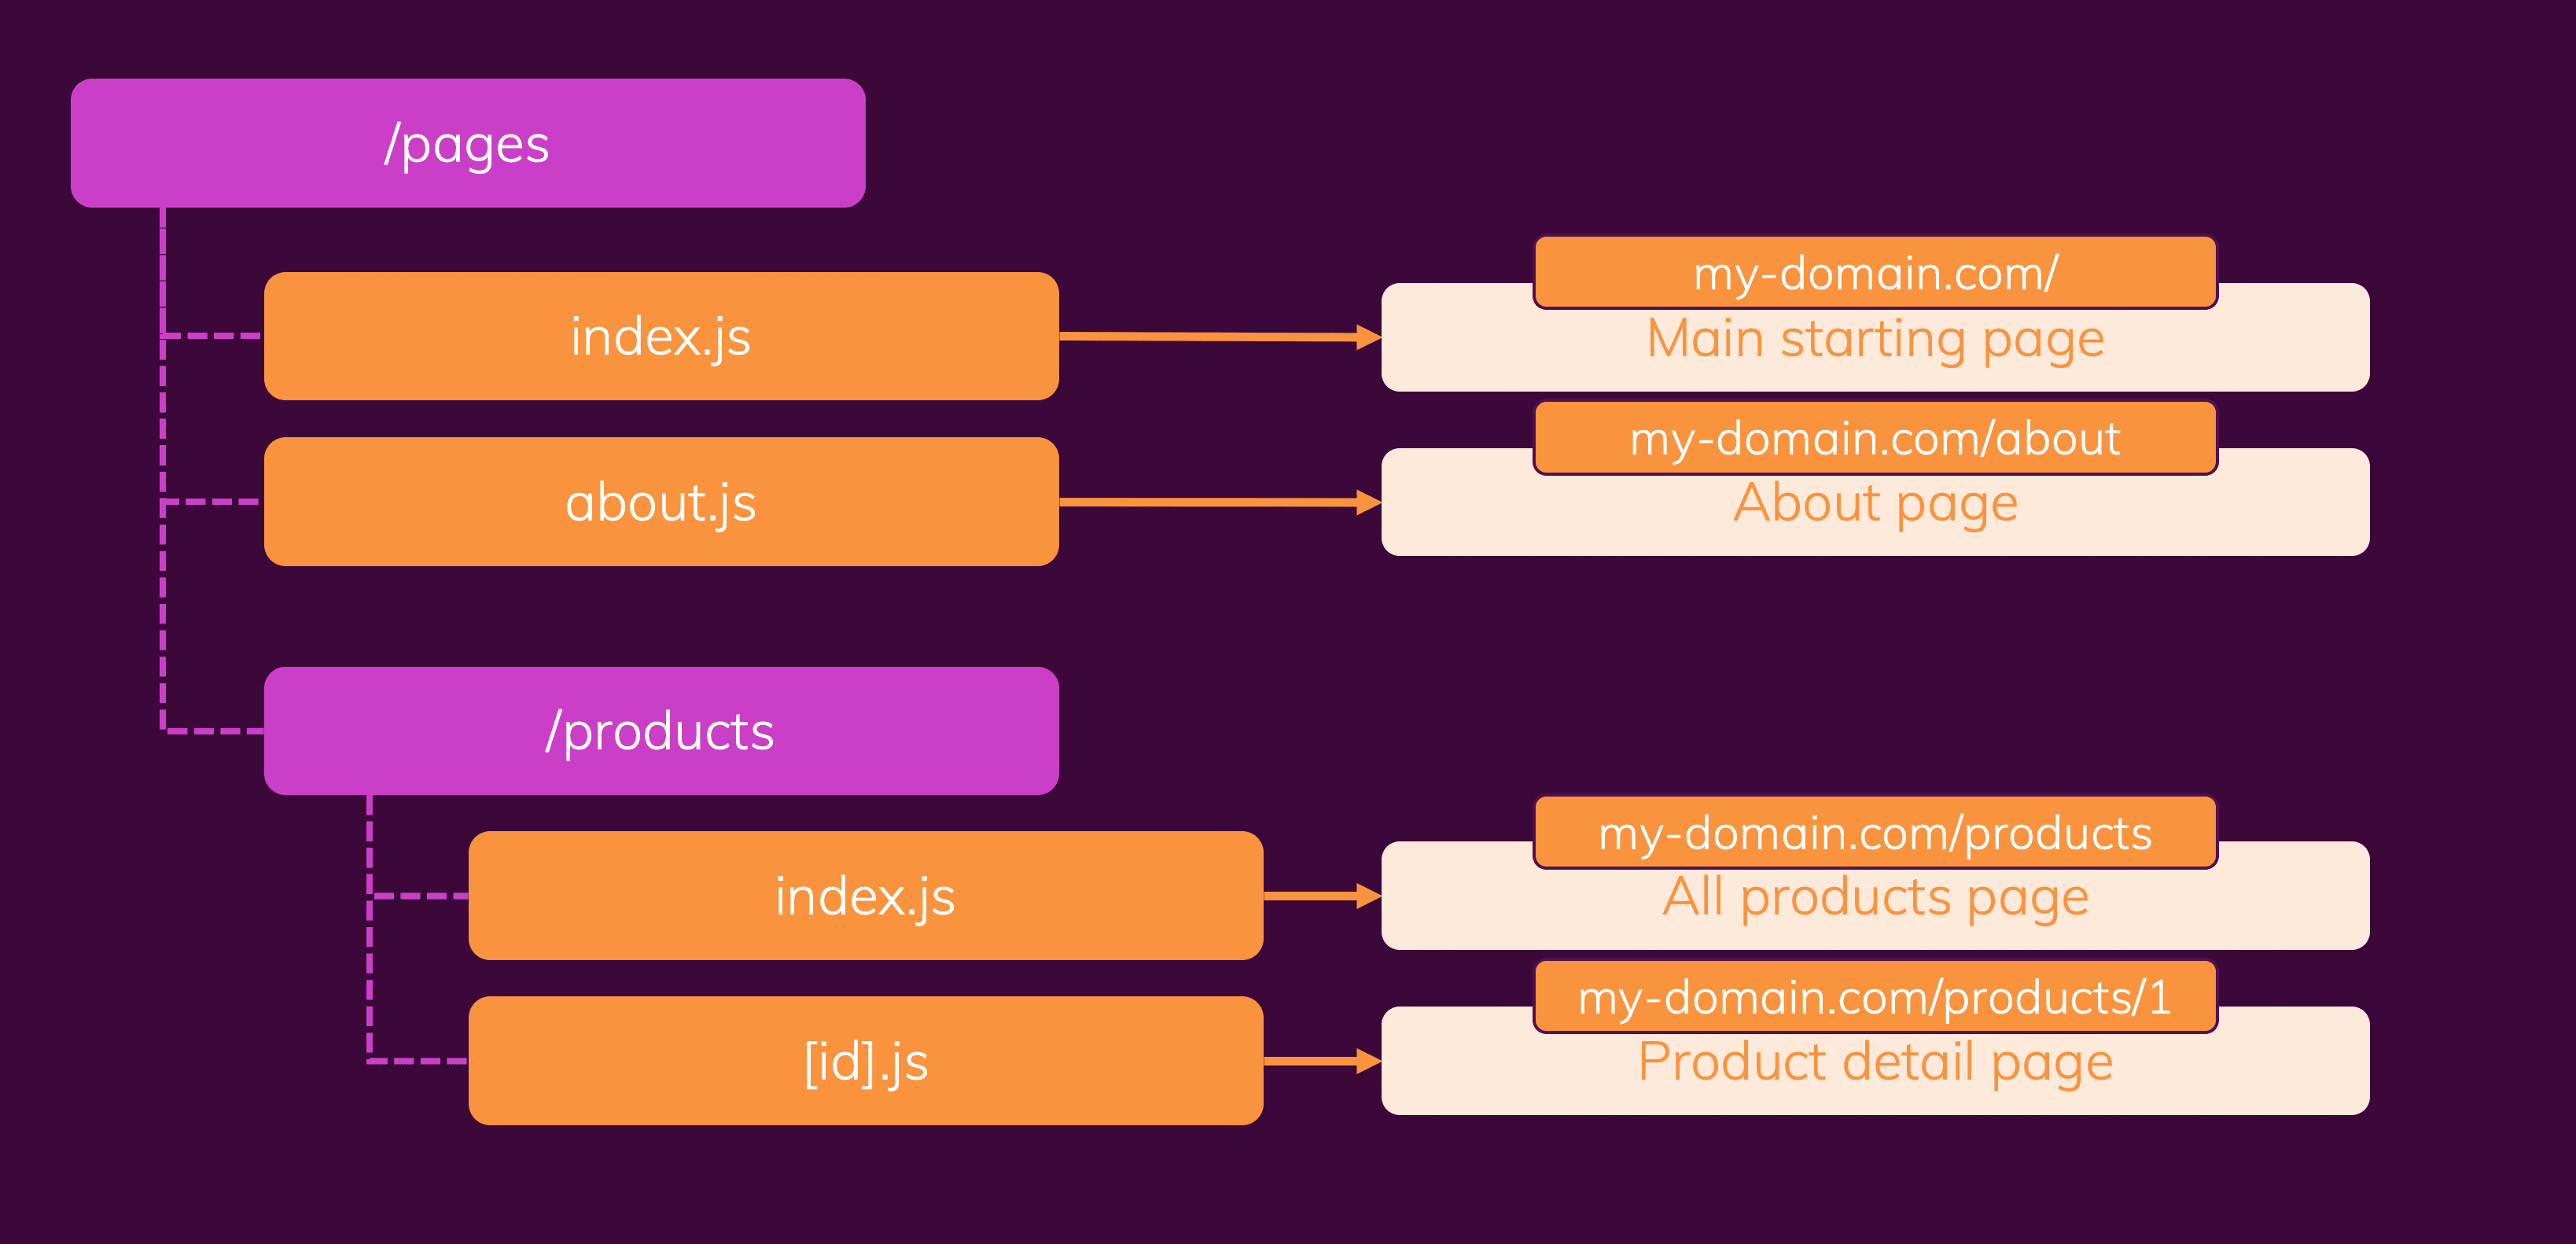 /pages
index.js
my-domain.com/
Main starting page
about.js
my-domain.com/about
About page
/products
index.js
my-domain.com/products
All products page
[id].js
my-domain.com/products/1
Product detail page